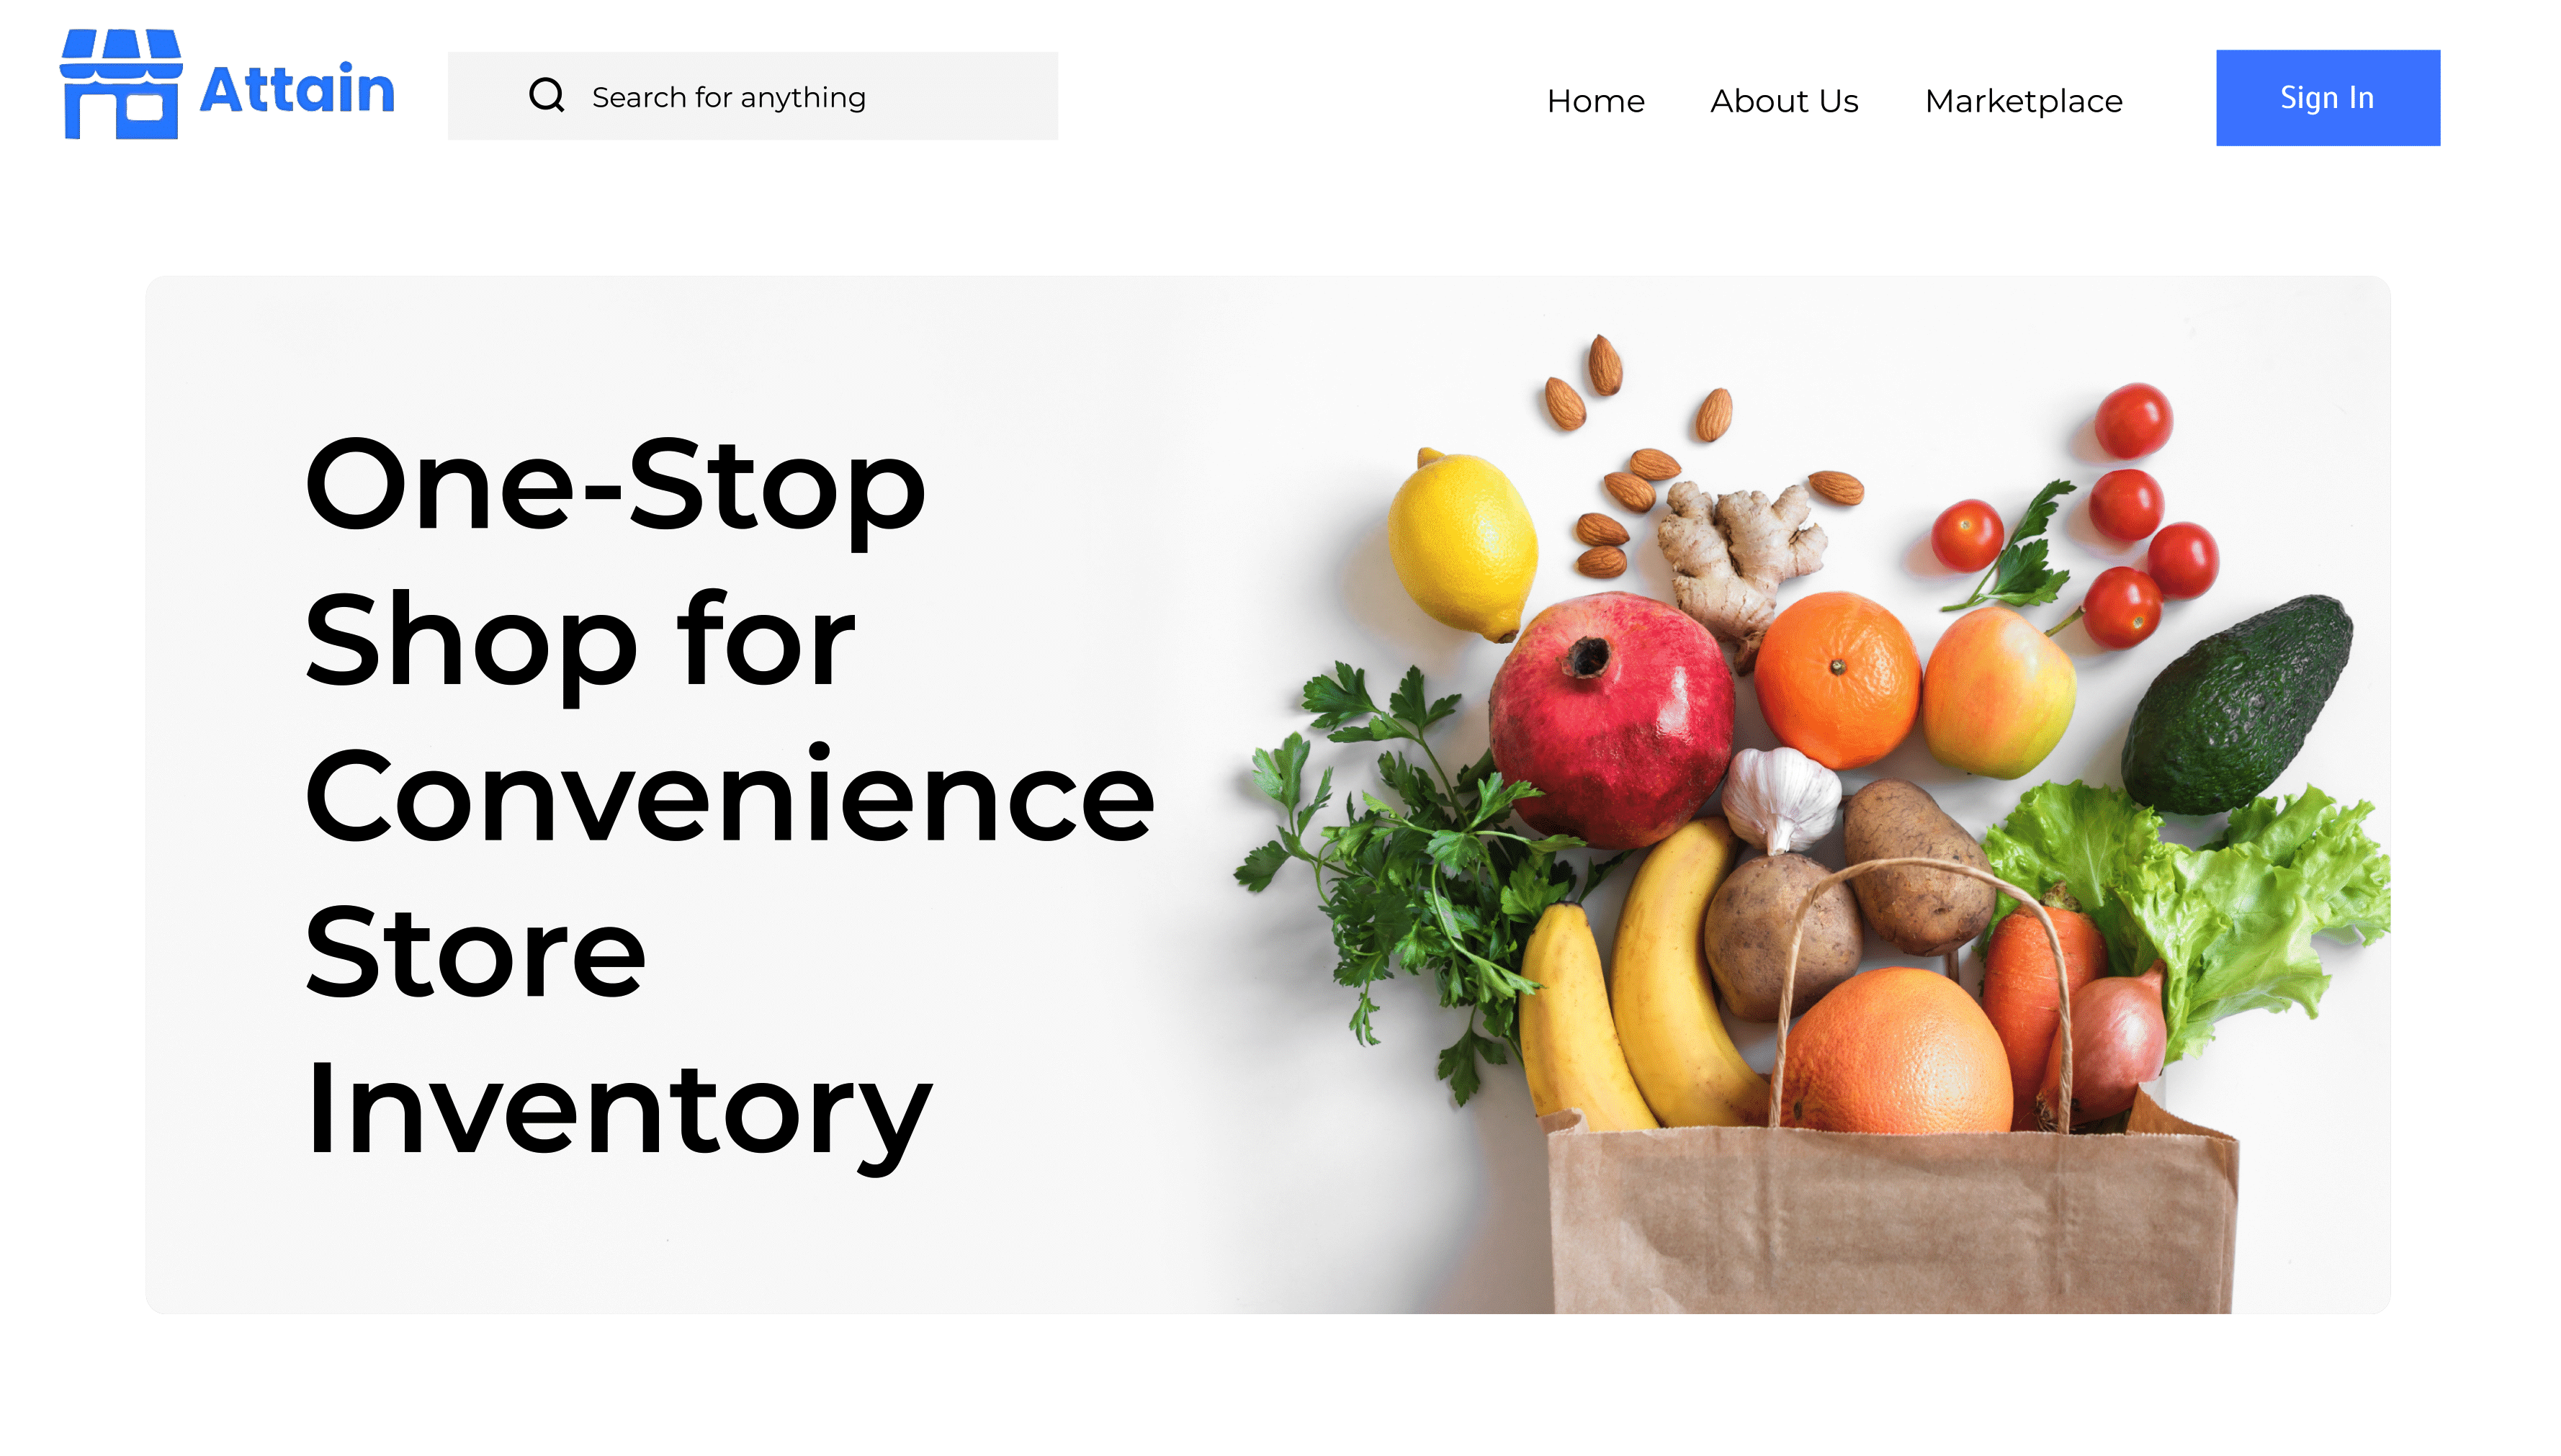 Attain
Search for anything
Home About Us Marketplace
Sign In
One-Stop
Shop for
Convenience
Store
Inventory